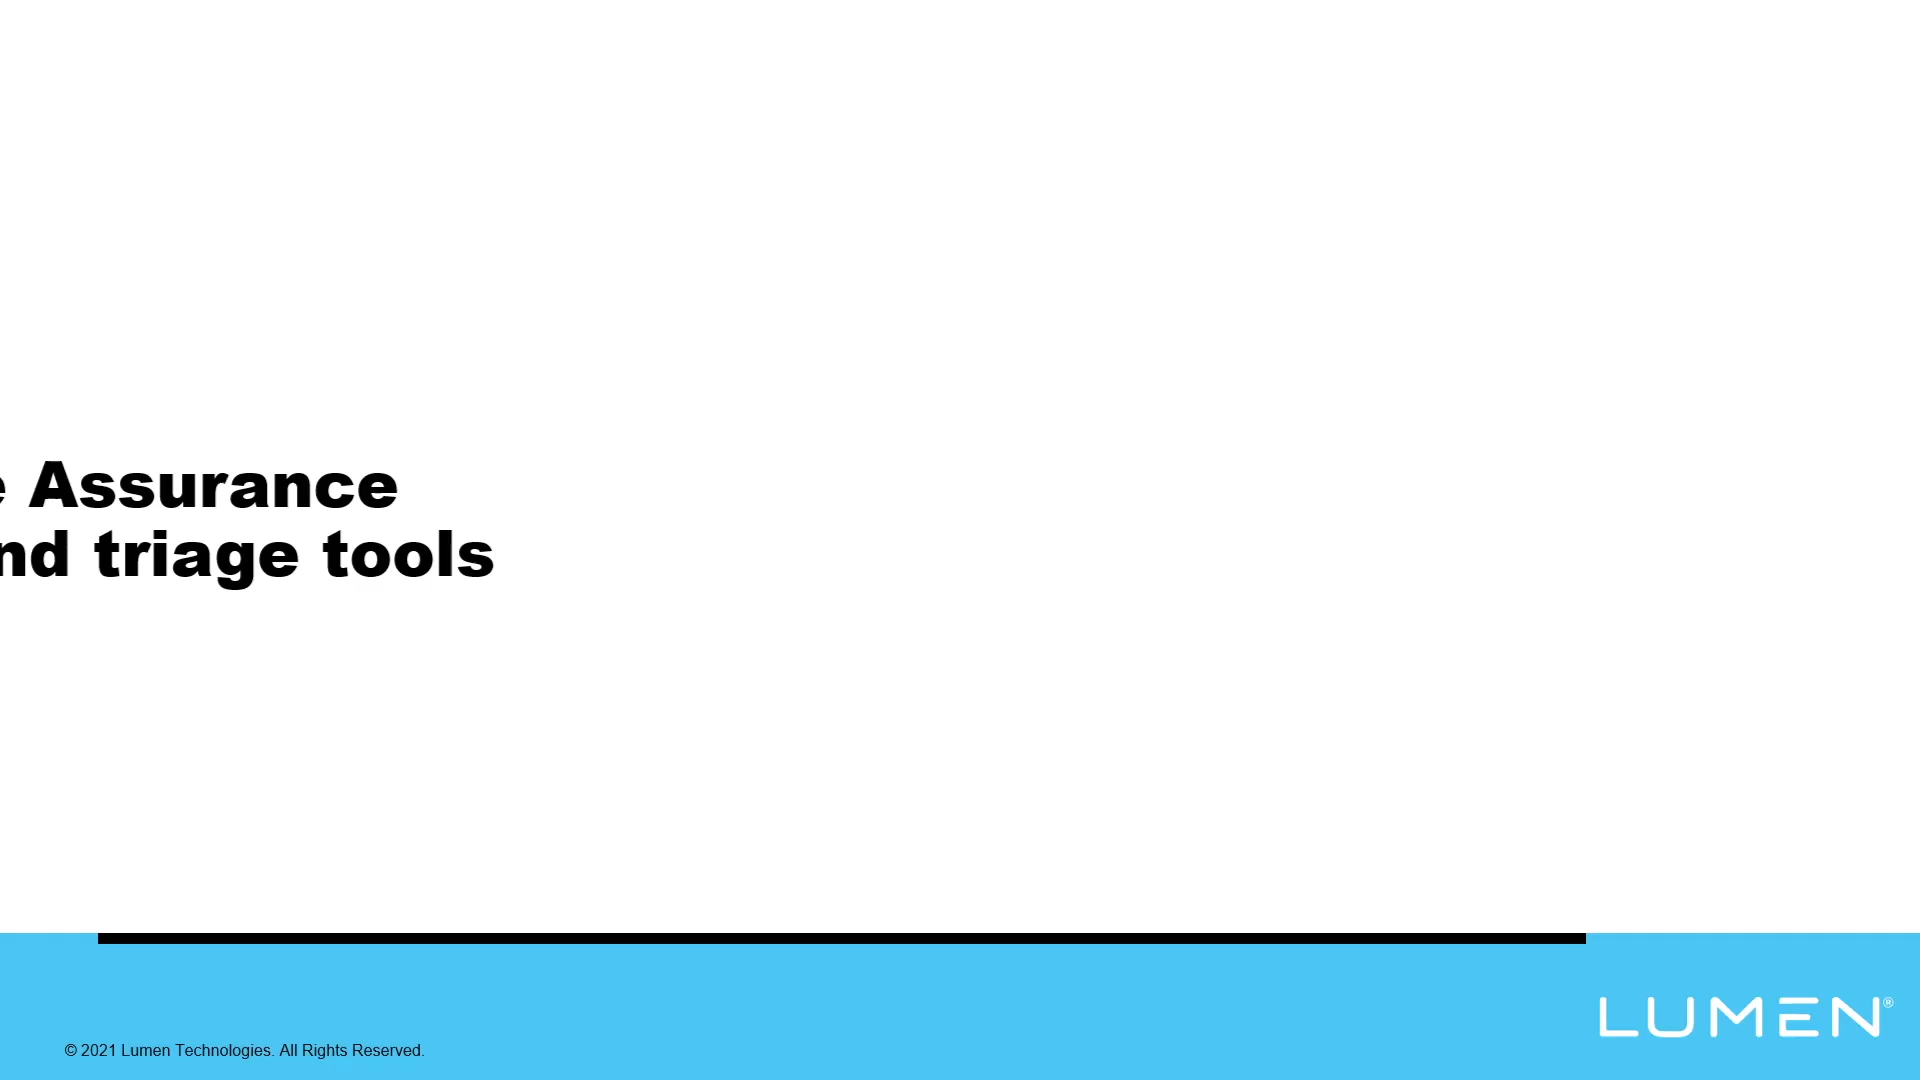 e Assurance
nd triage tools
LUMEN®
© 2021 Lumen Technologies. All Rights Reserved.